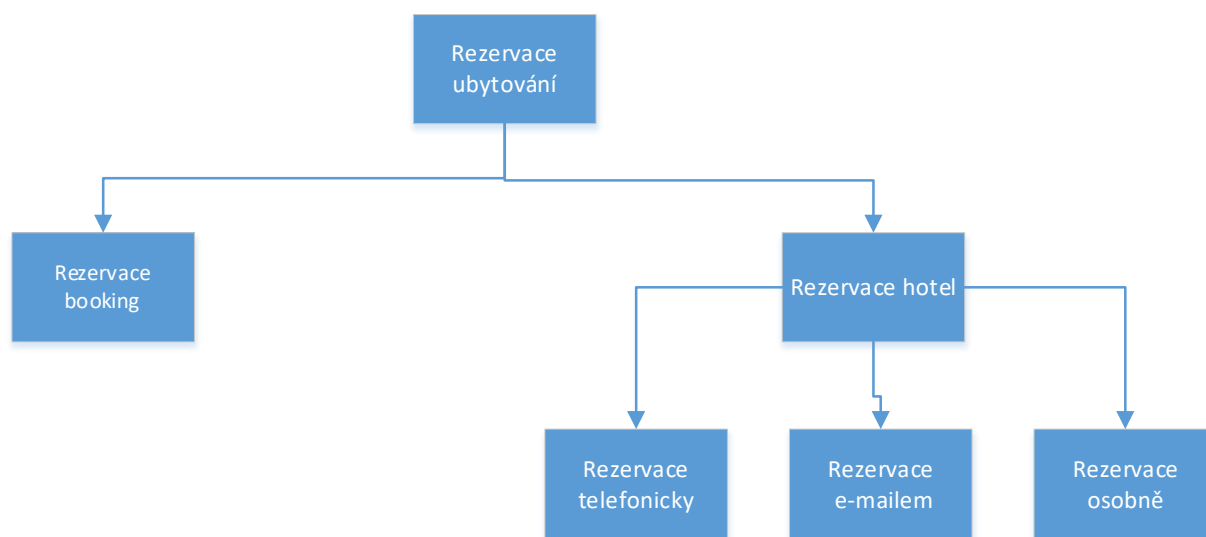 Rezervace
ubytování
Rezervace
booking
Rezervace hotel
Rezervace
telefonicky
Rezervace
e-mailem
Rezervace
osobně